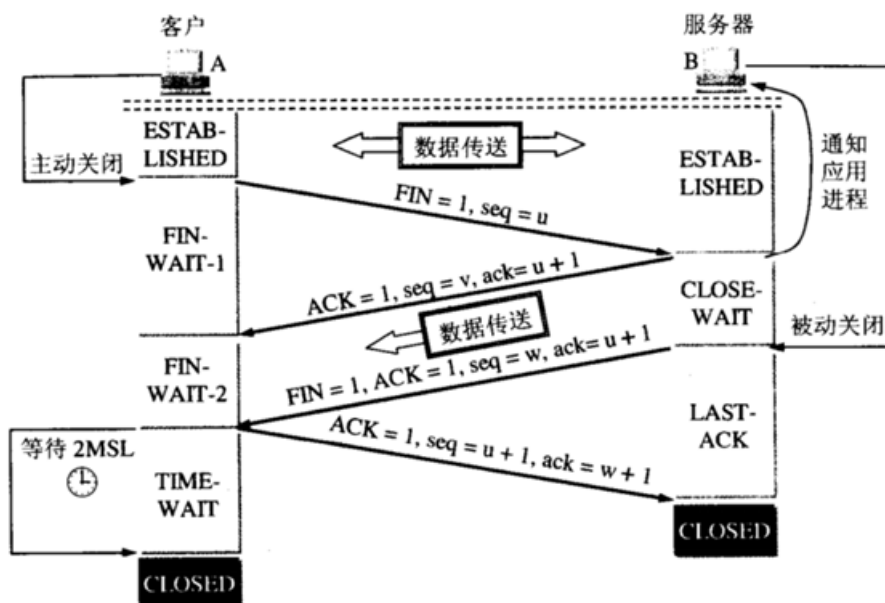 客户
服务器
A
B
ESTAB-
LISHED
数据传送
主动关闭
ESTAB-
LISHED
通知
应用
进程
FIN = 1, seq = u
FIN-
WAIT-1
ACK = 1, seq = v, ack= u + 1
CLOSE-
WAIT
数据传送
被动关闭
FIN-
WAIT-2
FIN = 1, ACK = 1, seq = w, ack= u + 1
LAST-
ACK
等待 2MSL
ACK = 1, seq = u + 1, ack = w + 1
TIME-
WAIT
CLOSED
CLOSED